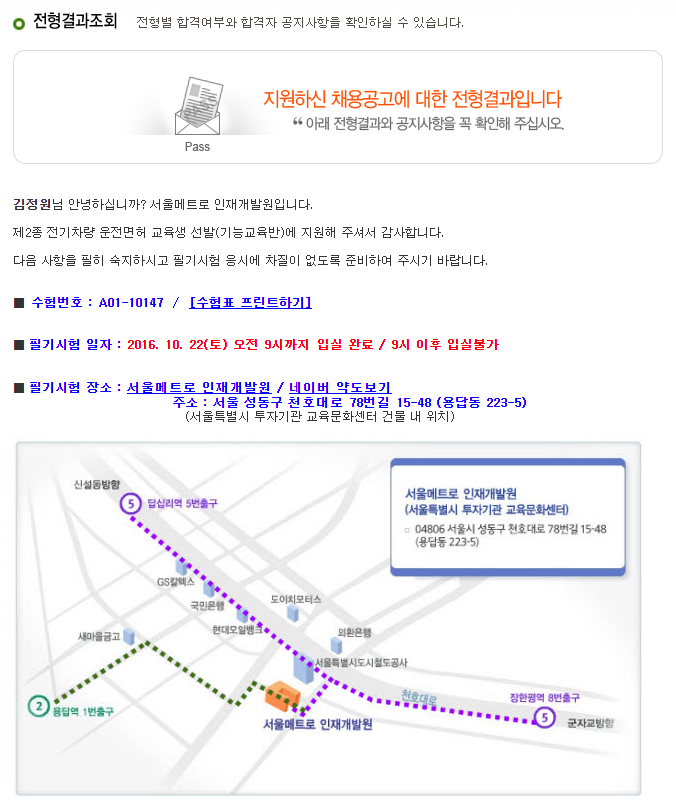 전형결과조회 전형별 합격여부와 합격자 공지사항을 확인하실 수 있습니다.
지원하신 채용공고에 대한 전형결과입니다
“ 아래 전형결과와 공지사항을 꼭 확인해 주십시오.
PASS
Pass
김정원님 안녕하십니까? 서울메트로 인재개발원입니다.
제2종 전기차량 운전면허 교육생 선발(기능교육반)에 지원해 주셔서 감사합니다.
다음 사항을 필히 숙지하시고 필기시험 응시에 차질이 없도록 준비하여 주시기 바랍니다.
■ 수험번호 : A01-10147 / [수험표 프린트하기]
■ 필기시험 일자 : 2016. 10. 22(토) 오전 9시까지 입실 완료 / 9시 이후 입실불가
■ 필기시험 장소 : 서울메트로 인재개발원 / 네이버 약도보기
주소 : 서울 성동구 천호대로 78번길 15-48 (용답동 223-5)
(서울특별시 투자기관 교육문화센터 건물 내 위치)
신설동방향
5 답십리역 5번출구
서울메트로 인재개발원
(서울특별시 투자기관 교육문화센터)
04806 서울시 성동구 천호대로 78번길 15-48
(용답동 223-5)
GS칼텍스
국민은행
도이치모터스
현대오일뱅크
외환은행
새마을금고
서울특별시도시철도공사
천호대로
장한평역 8번출구
2 용답역 1번출구
5
군자교방향
서울메트로 인재개발원